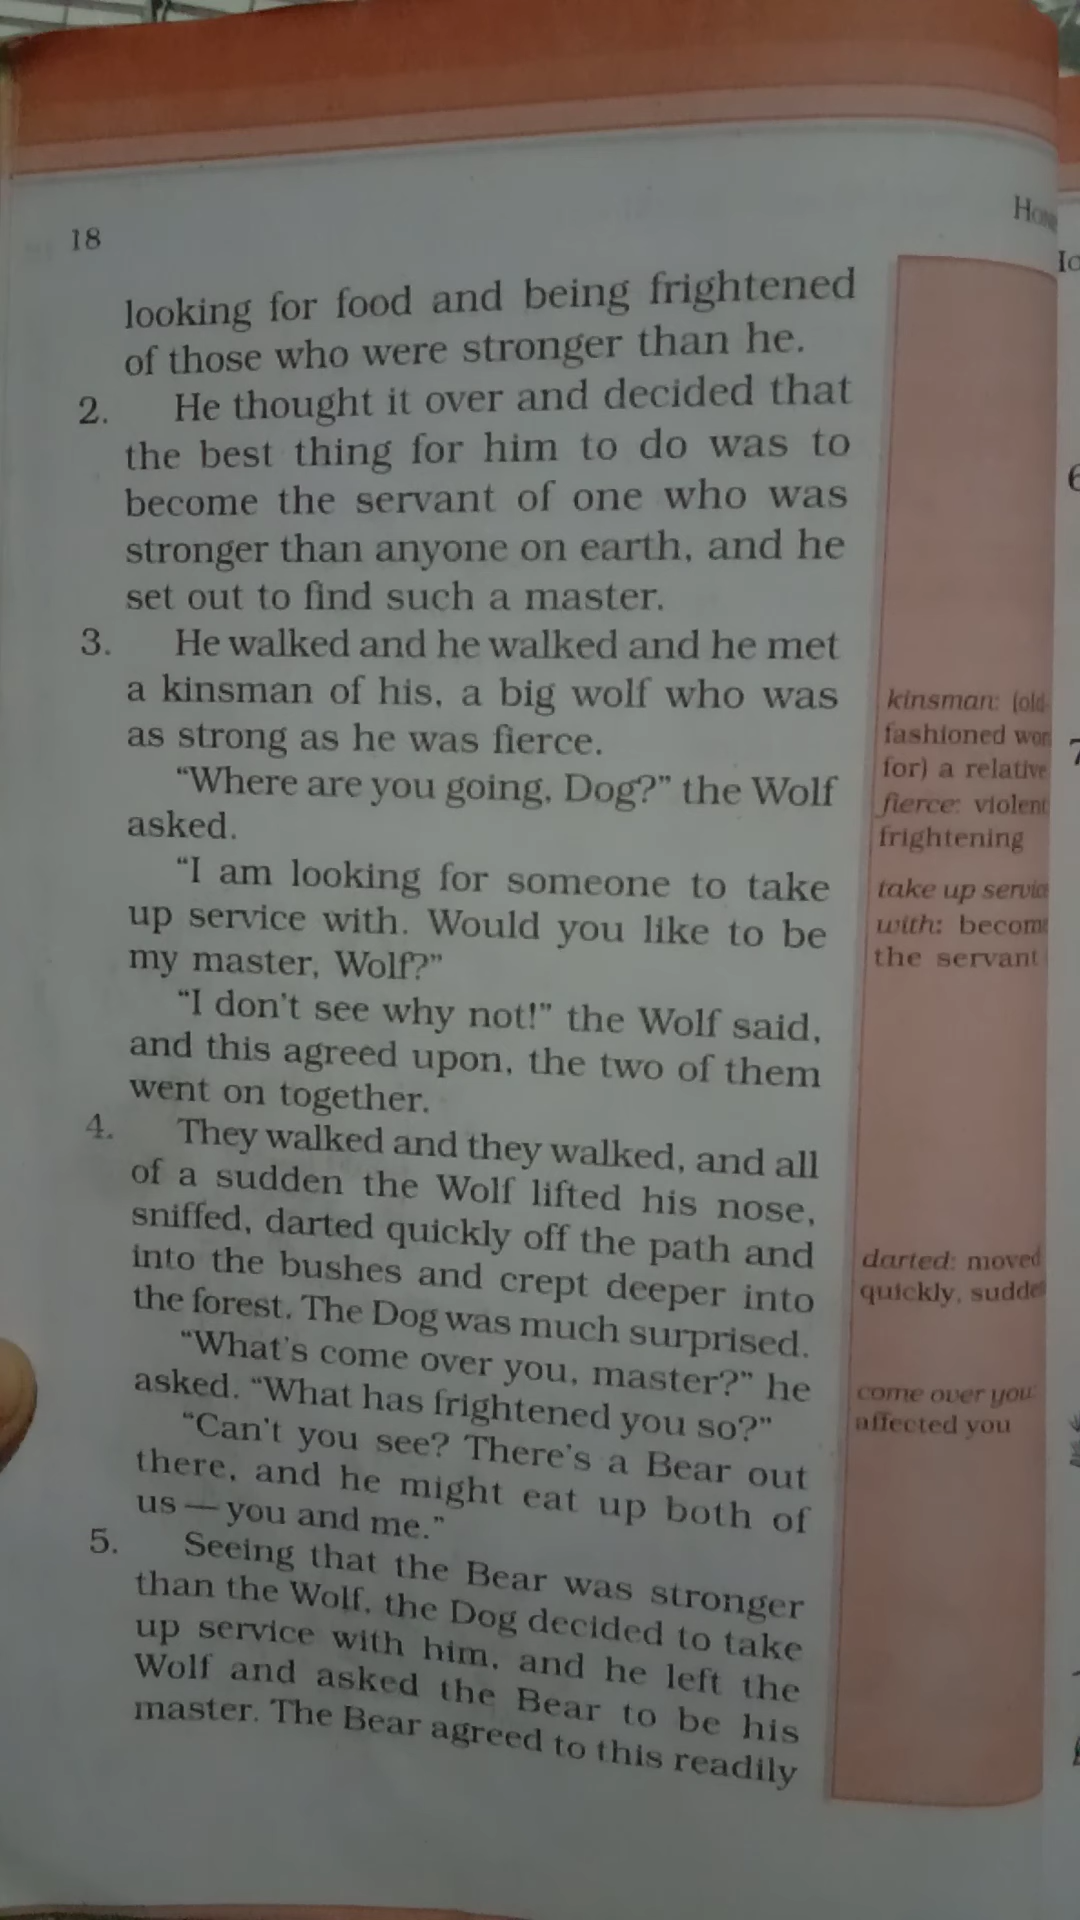 18
looking for food and being frightened
of those who were stronger than he.
2. He thought it over and decided that
the best thing for him to do was to
become the servant of one who was
stronger than anyone on earth, and he
set out to find such a master.
3. He walked and he walked and he met
a kinsman of his, a big wolf who was
as strong as he was fierce.
“Where are you going, Dog?” the Wolf
asked.
“I am looking for someone to take
up service with. Would you like to be
my master, Wolf?”
“I don't see why not!” the Wolf said,
and this agreed upon, the two of them
went on together.
4. They walked and they walked, and all
of a sudden the Wolf lifted his nose,
sniffed, darted quickly off the path and
into the bushes and crept deeper into
the forest. The Dog was much surprised.
“What's come over you, master?” he
asked. “What has frightened you so?”
“Can't you see? There's a Bear out
there, and he might eat up both of
us — you and me.”
5. Seeing that the Bear was stronger
than the Wolf, the Dog decided to take
up service with him, and he left the
Wolf and asked the Bear to be his
master. The Bear agreed to this readily
kinsman: (old-
fashioned
for) a relative
fierce: violent
frightening
take up
with:
the servant
darted: moved
quickly,
come over you:
affected you